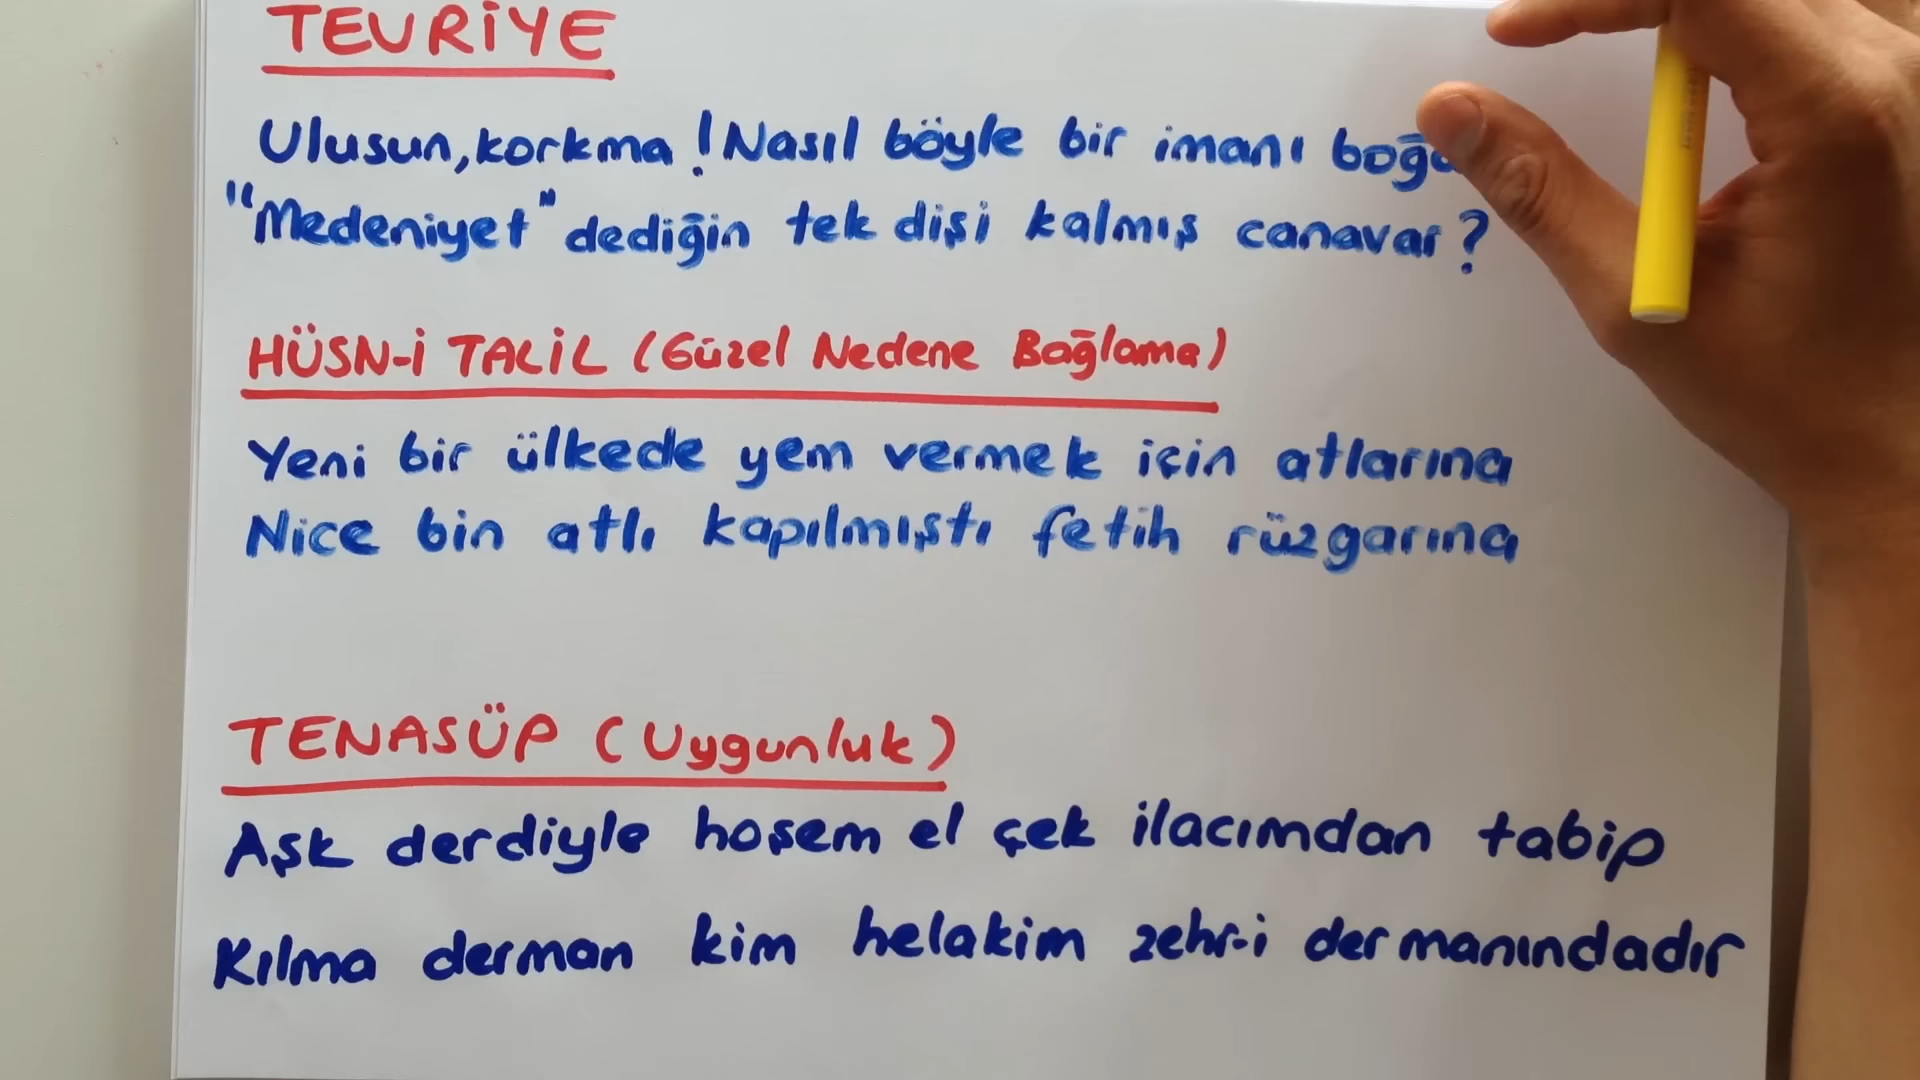 TEVRİYE
Ulusun, korkma! Nasıl böyle bir imanı
"Medeniyet" dediğin tek dişi kalmış canavar?
HÜSN-İ TALİL (Güzel Nedene Bağlama)
Yeni bir ülkede yem vermek için atlarına
Nice bin atlı kapılmıştı fetih rüzgarına
TENASÜP (Uygunluk)
Aşk derdiyle hoşem el çek ilacımdan tabip
Kılma derman kim helakim zehr-i dermanındadır